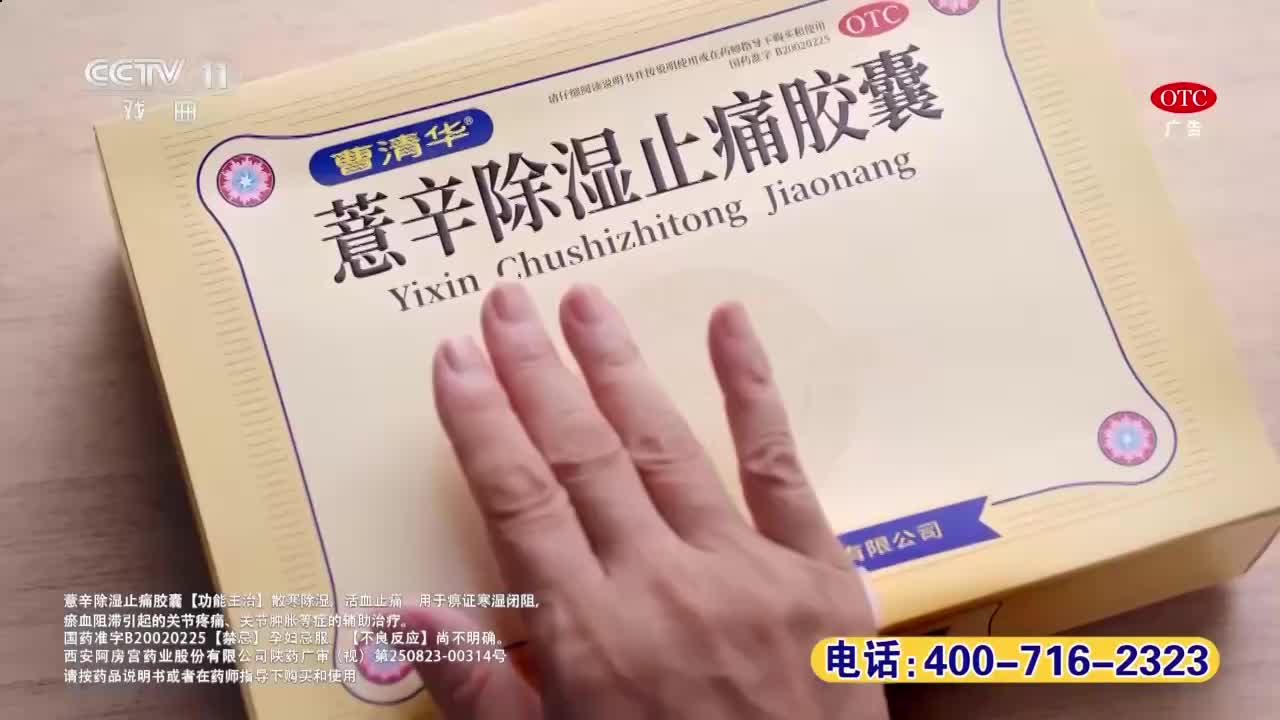 CCTV 11
戏曲
OTC
广告
OTC
请仔细阅读说明书并按说明使用或在药师指导下购买和使用
国药准字 B20020225
曹清华®
薏辛除湿止痛胶囊
Yixin Chushizhitong Jiaonang
有限公司
薏辛除湿止痛胶囊【功能主治】散寒除湿，活血止痛 用于痹证寒湿闭阻,
瘀血阻滞引起的关节疼痛、关节肿胀等症的辅助治疗。
国药准字B20020225【禁忌】孕妇忌服 【不良反应】尚不明确。
西安阿房宫药业股份有限公司陕药广审（视）第250823-00314号
请按药品说明书或者在药师指导下购买和使用
电话:400-716-2323